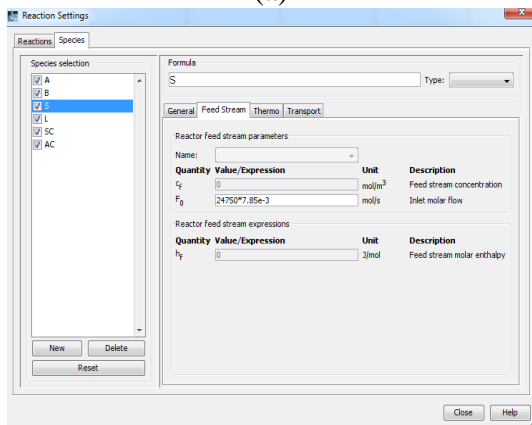 Reaction Settings
Reactions Species
Species selection
A
B
S
L
SC
AC
New Delete
Reset
Formula
S Type:
General Feed Stream Thermo Transport
Reactor feed stream parameters
Name:
Quantity Value/Expression Unit Description
cf 0 mol/m³ Feed stream concentration
F0 24750*7.85e-3 mol/s Inlet molar flow
Reactor feed stream expressions
Quantity Value/Expression Unit Description
hf 0 J/mol Feed stream molar enthalpy
Close Help